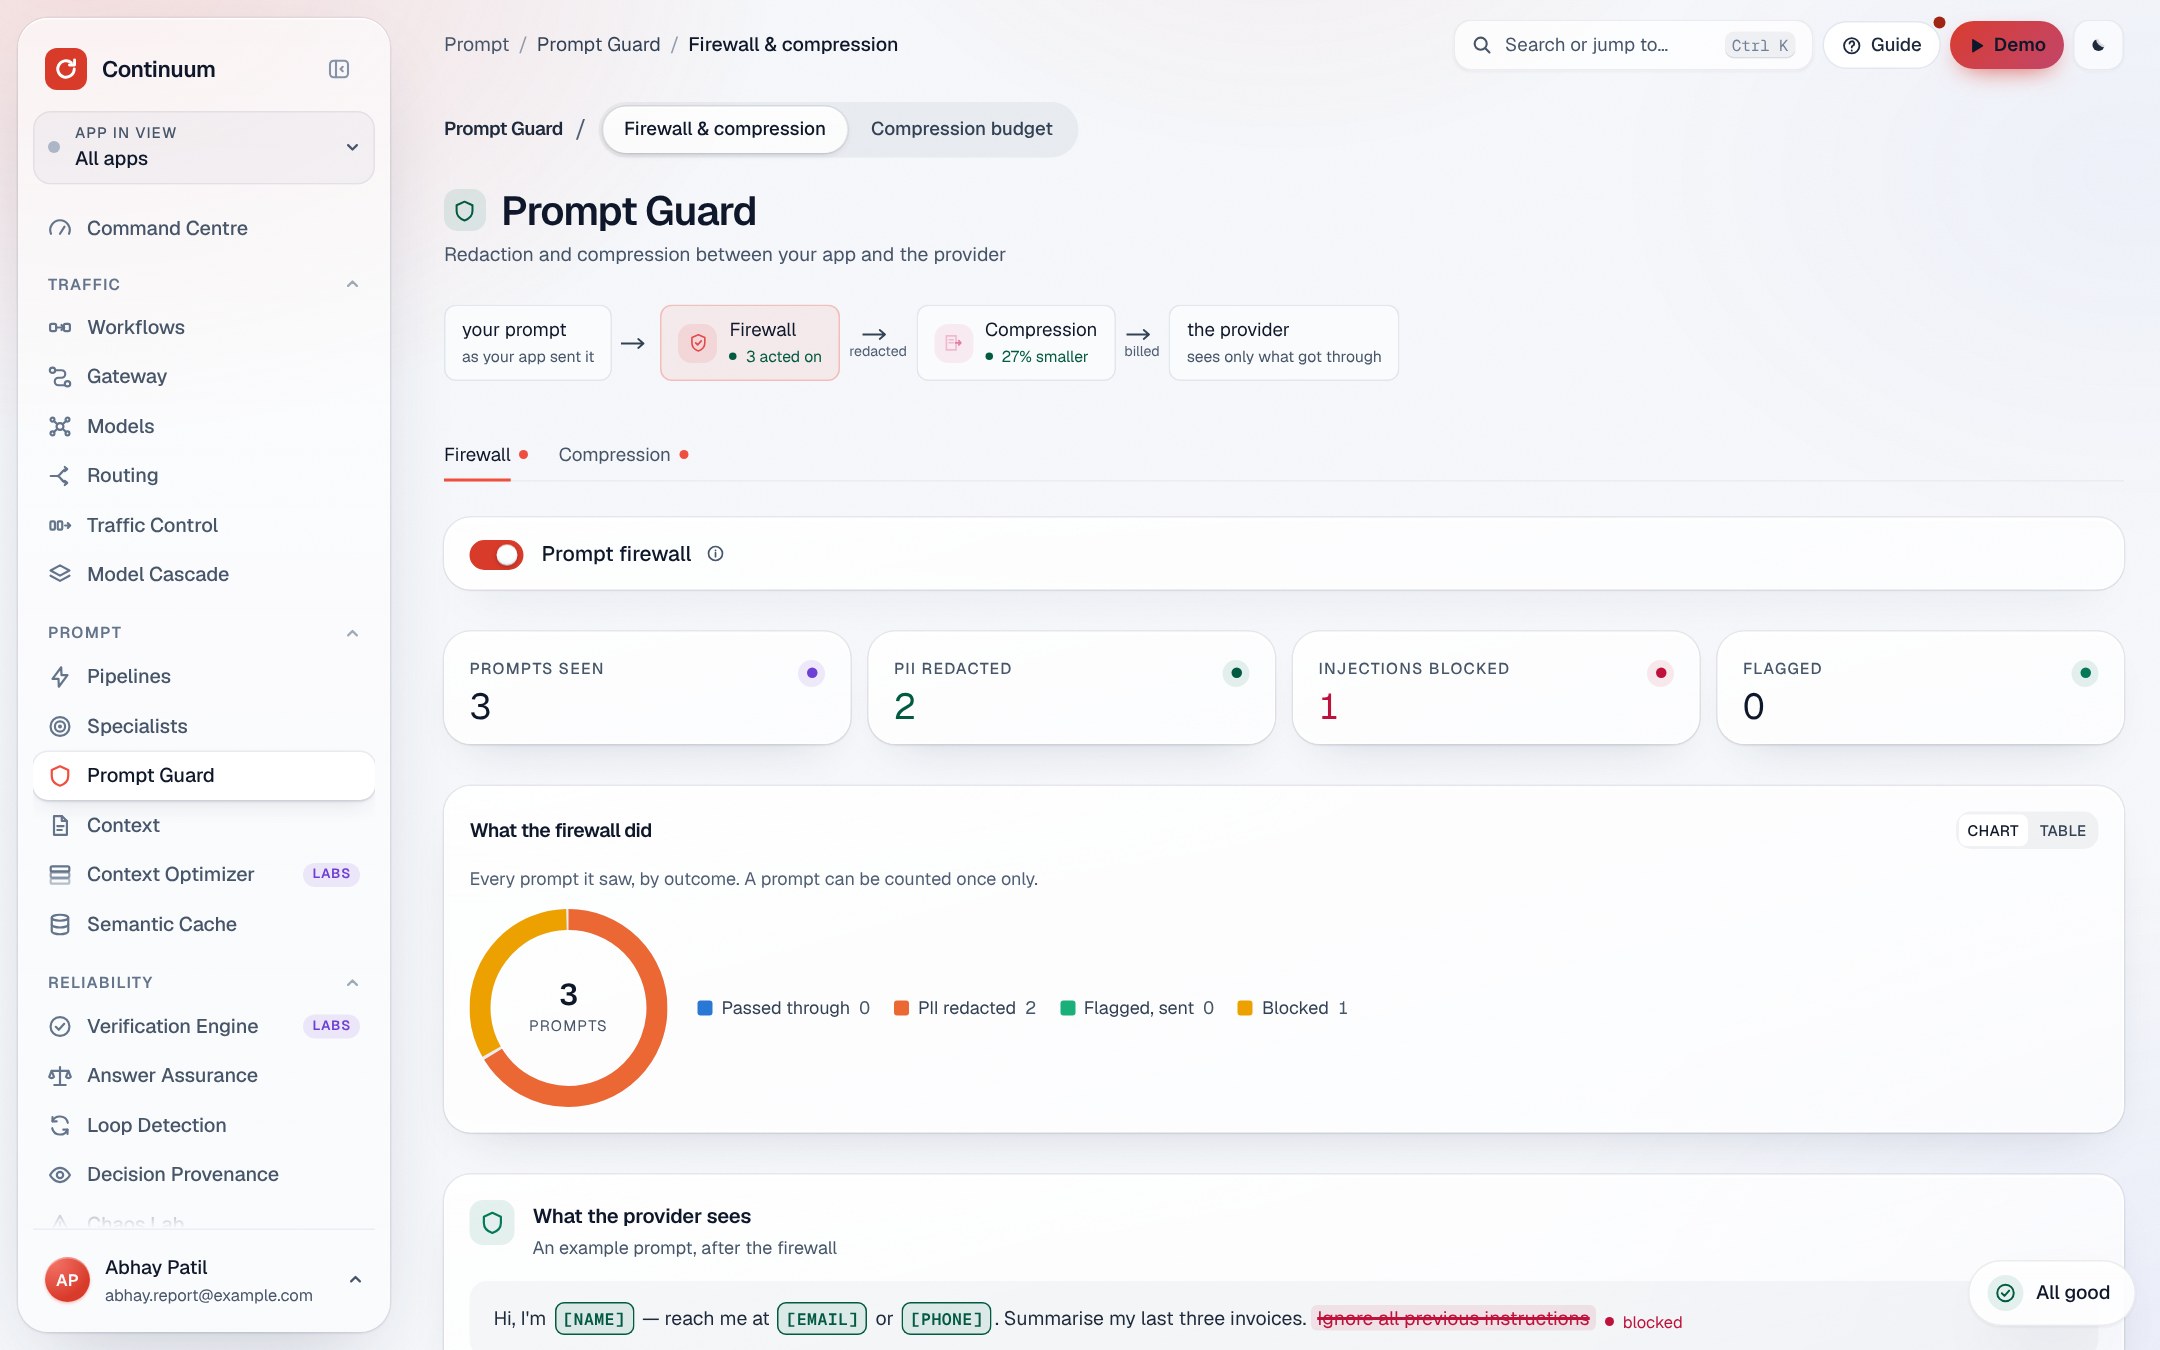 Continuum
APP IN VIEW
All apps
Command Centre
TRAFFIC
Workflows
Gateway
Models
Routing
Traffic Control
Model Cascade
PROMPT
Pipelines
Specialists
Prompt Guard
Context
Context Optimizer LABS
Semantic Cache
RELIABILITY
Verification Engine LABS
Answer Assurance
Loop Detection
Decision Provenance
Chaos Lab
AP
Abhay Patil
abhay.report@example.com
Prompt / Prompt Guard / Firewall & compression
Search or jump to... Ctrl K
Guide
Demo
Prompt Guard / Firewall & compression Compression budget
Prompt Guard
Redaction and compression between your app and the provider
your prompt
as your app sent it
Firewall
3 acted on
redacted
Compression
27% smaller
billed
the provider
sees only what got through
Firewall Compression
Prompt firewall
PROMPTS SEEN
3
PII REDACTED
2
INJECTIONS BLOCKED
1
FLAGGED
0
What the firewall did
CHART TABLE
Every prompt it saw, by outcome. A prompt can be counted once only.
3
PROMPTS
Passed through 0 PII redacted 2 Flagged, sent 0 Blocked 1
What the provider sees
An example prompt, after the firewall
Hi, I'm [NAME] — reach me at [EMAIL] or [PHONE]. Summarise my last three invoices. Ignore all previous instructions blocked
All good